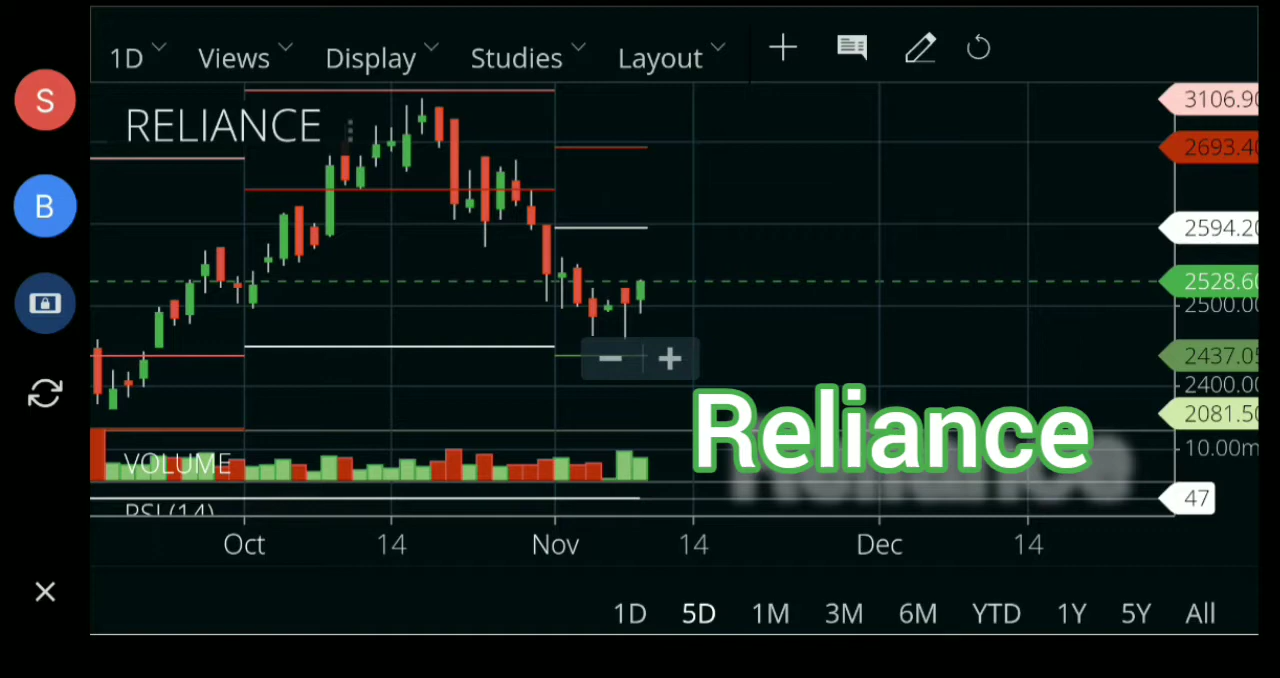 1D Views Display Studies Layout
S
RELIANCE
3106.90
2693.40
B
2594.20
2528.60
2500.00
2437.05
2400.00
2081.50
Reliance
VOLUME
10.00m
47
RSI(14)
Oct 14 Nov 14 Dec 14
1D 5D 1M 3M 6M YTD 1Y 5Y All